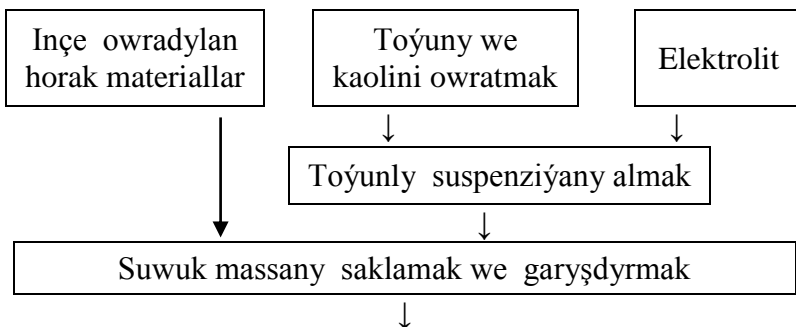 Inçe owradylan
horak materiallar
Toýuny we
kaolini owratmak
Elektrolit
↓ ↓
Toýunly suspenziýany almak
↓
Suwuk massany saklamak we garyşdyrmak
↓